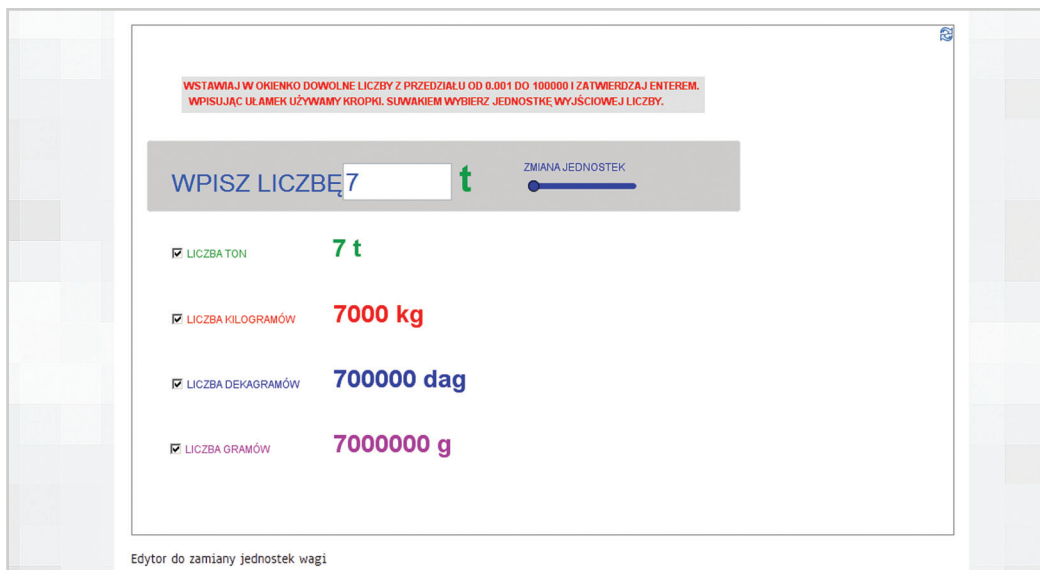 WSTAWIAJ W OKIENKO DOWOLNE LICZBY Z PRZEDZIAŁU OD 0.001 DO 100000 I ZATWIERDZAJ ENTEREM.
WPISUJĄC UŁAMEK UŻYWAMY KROPKI. SUWAKIEM WYBIERZ JEDNOSTKĘ WYJŚCIOWEJ LICZBY.
WPISZ LICZBĘ 7 t ZMIANA JEDNOSTEK
LICZBA TON 7 t
LICZBA KILOGRAMÓW 7000 kg
LICZBA DEKAGRAMÓW 700000 dag
LICZBA GRAMÓW 7000000 g
Edytor do zamiany jednostek wagi